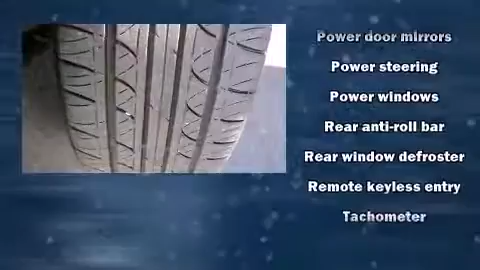 Power door mirrors
Power steering
Power windows
Rear anti-roll bar
Rear window defroster
Remote keyless entry
Tachometer